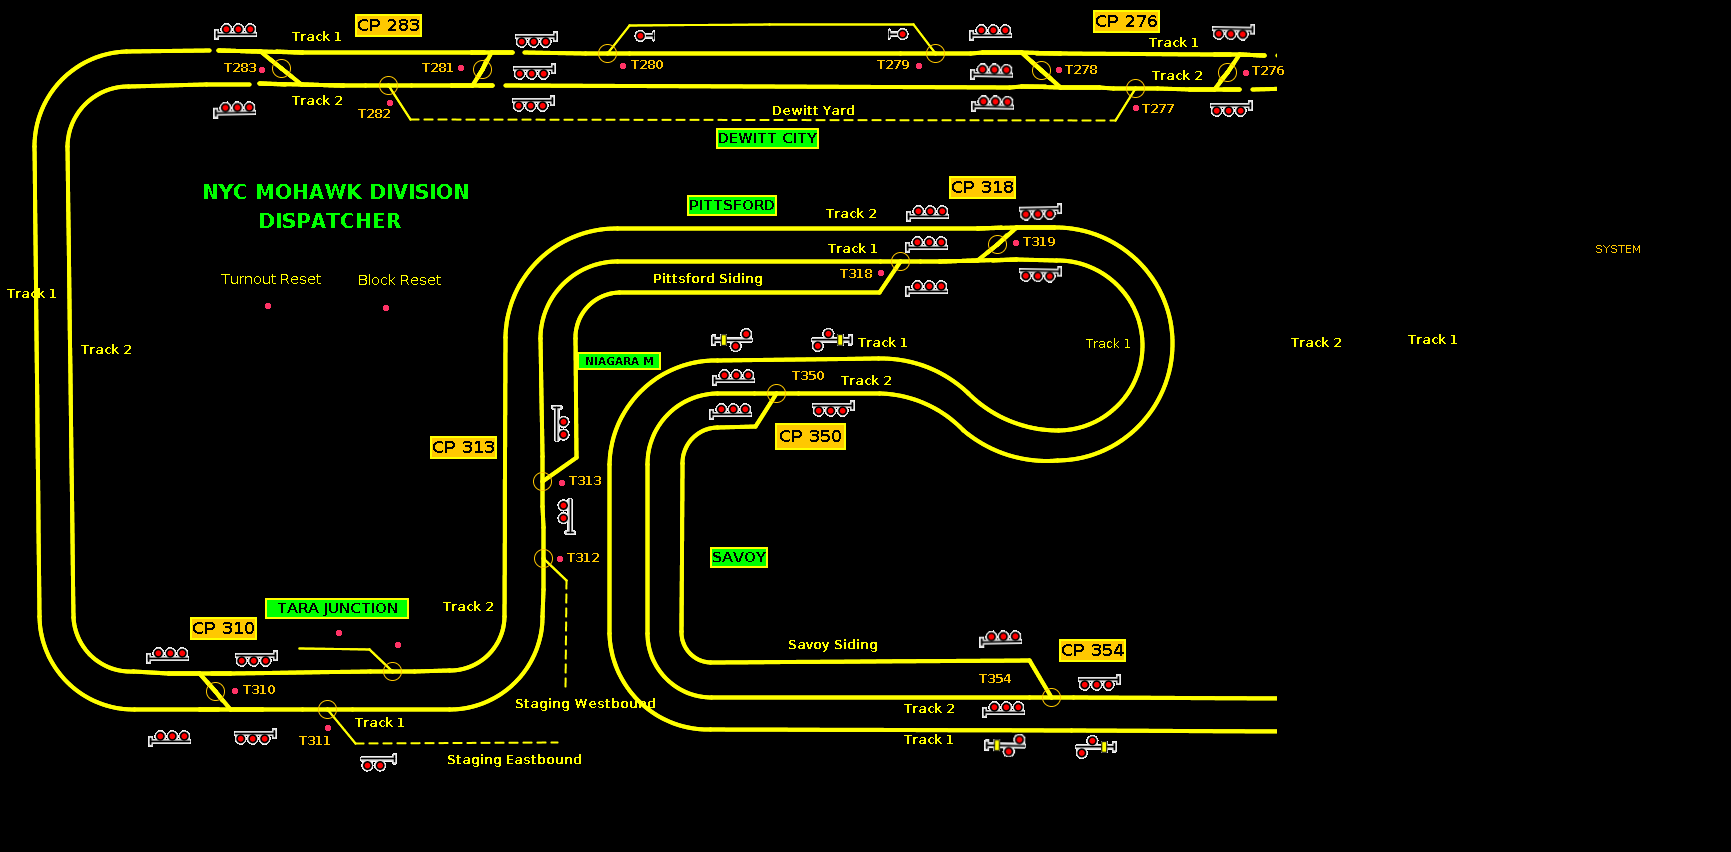 CP 283
CP 276
Track 1
Track 1
T283
T281
T280
T279
T278
Track 2
T276
Track 2
T282
Dewitt Yard
T277
DEWITT CITY
NYC MOHAWK DIVISION
DISPATCHER
PITTSFORD
CP 318
Track 2
Track 1
T319
SYSTEM
Turnout Reset
Block Reset
Pittsford Siding
T318
Track 1
Track 2
NIAGARA M
Track 1
Track 1
Track 2
Track 1
T350
Track 2
CP 313
CP 350
T313
T312
SAVOY
TARA JUNCTION
Track 2
CP 310
Savoy Siding
CP 354
T310
T354
Staging Westbound
Track 2
Track 1
T311
Track 1
Staging Eastbound